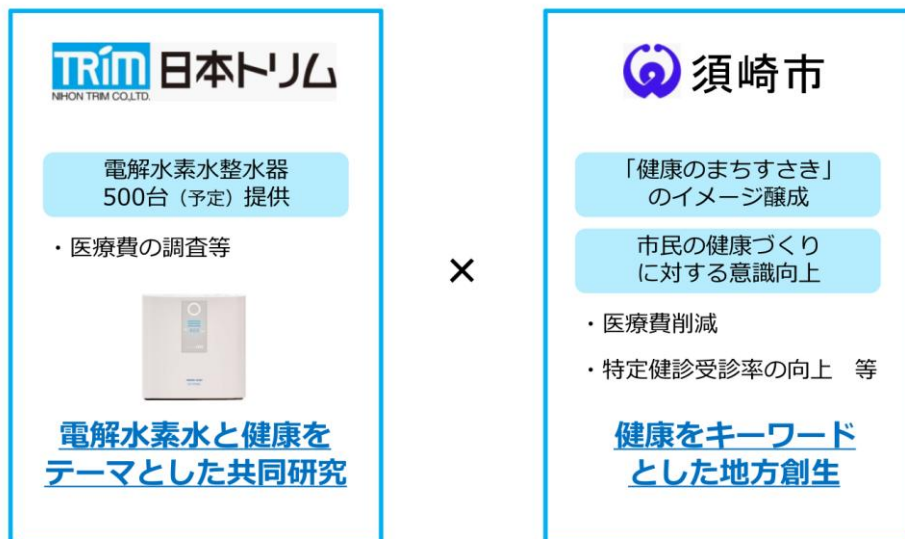 TRIM 日本トリム
NIHON TRIM CO.,LTD.
電解水素水整水器
500台（予定）提供
・医療費の調査等
電解水素水と健康を
テーマとした共同研究
×
須崎市
「健康のまちすさき」
のイメージ醸成
市民の健康づくり
に対する意識向上
・医療費削減
・特定健診受診率の向上　等
健康をキーワード
とした地方創生